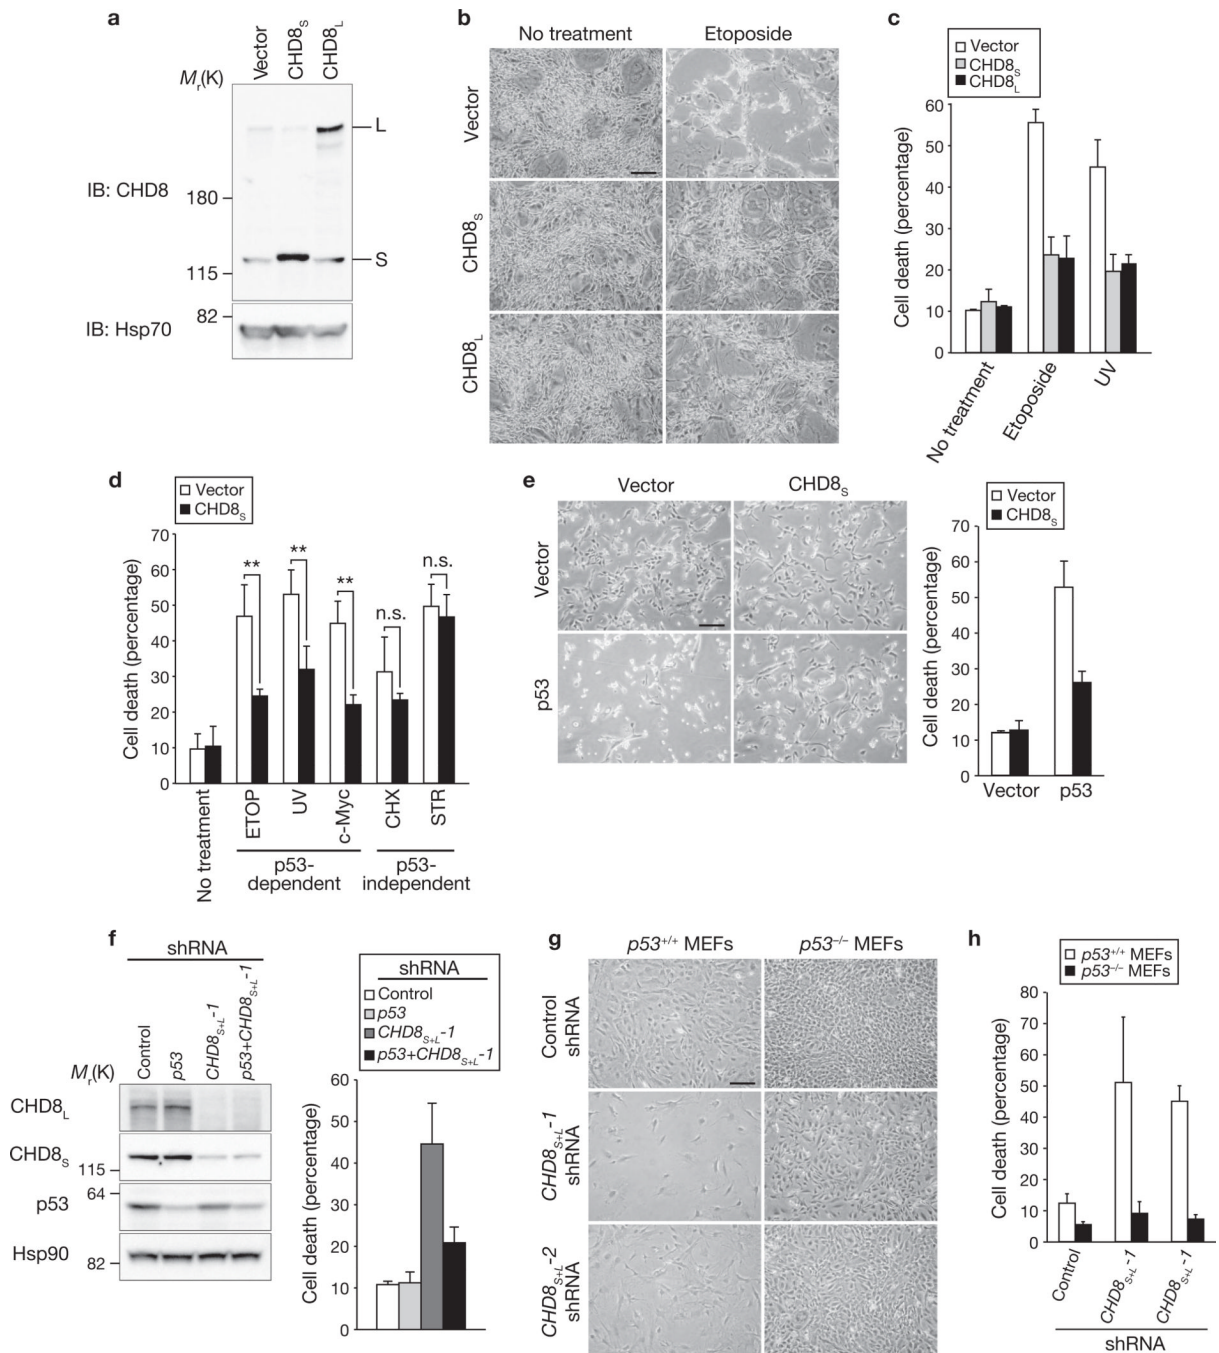 a
Vector
CHD8S
CHD8L
Mr(K)
L
IB: CHD8
180
S
115
82
IB: Hsp70
b
No treatment
Etoposide
Vector
CHD8S
CHD8L
c
Vector
CHD8S
CHD8L
Cell death (percentage)
60
50
40
30
20
10
0
No treatment
Etoposide
UV
d
Vector
CHD8S
Cell death (percentage)
70
60
50
40
30
20
10
0
**
**
**
n.s.
n.s.
No treatment
ETOP
UV
c-Myc
CHX
STR
p53-
dependent
p53-
independent
e
Vector
CHD8S
Vector
p53
Vector
CHD8S
Cell death (percentage)
70
60
50
40
30
20
10
0
Vector
p53
f
shRNA
Control
p53
CHD8S+L-1
p53+CHD8S+L-1
Mr(K)
CHD8L
CHD8S
115
64
p53
Hsp90
82
shRNA
Control
p53
CHD8S+L-1
p53+CHD8S+L-1
Cell death (percentage)
60
50
40
30
20
10
0
g
p53+/+ MEFs
p53–/– MEFs
Control
shRNA
CHD8S+L-1
shRNA
CHD8S+L-2
shRNA
h
p53+/+ MEFs
p53–/– MEFs
Cell death (percentage)
80
70
60
50
40
30
20
10
0
Control
CHD8S+L-1
CHD8S+L-1
shRNA